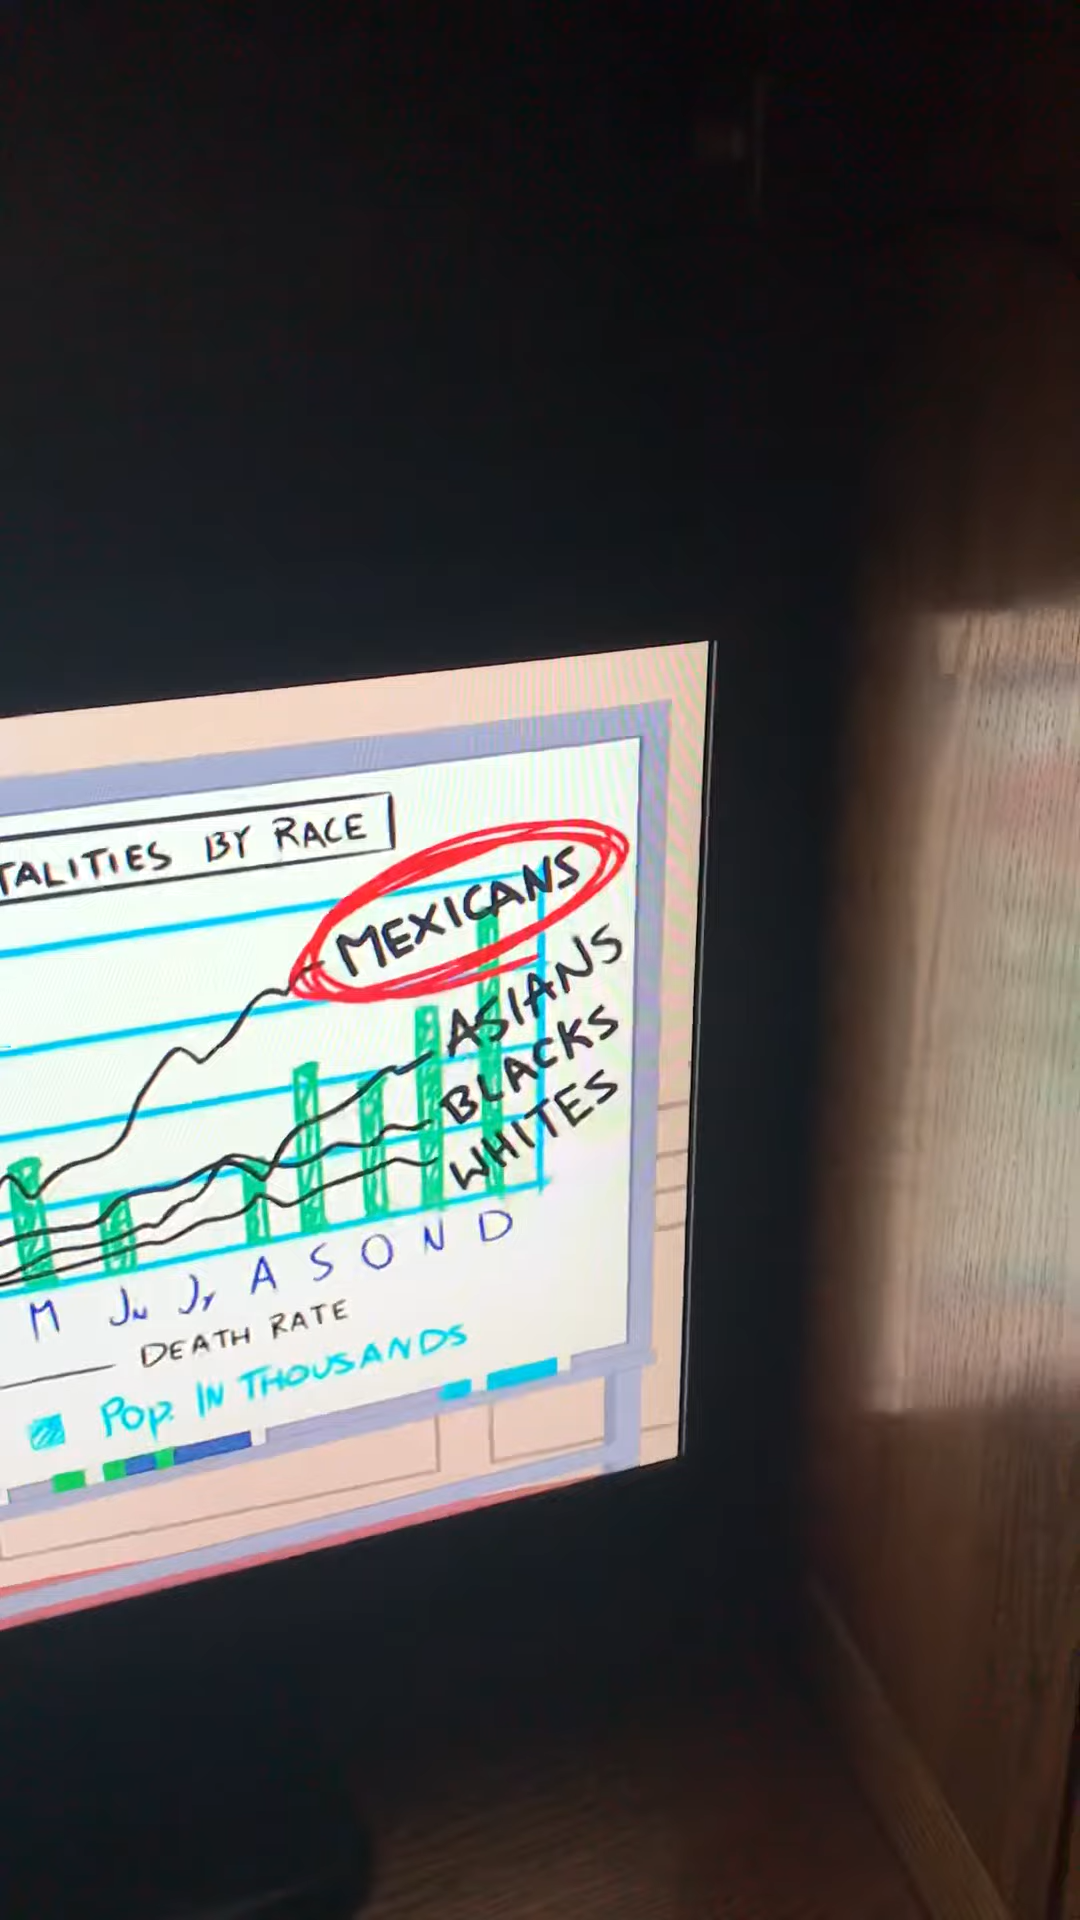 TALITIES BY RACE
MEXICANS
ASIANS
BLACKS
WHITES
M JN JY A S O N D
DEATH RATE
POP. IN THOUSANDS